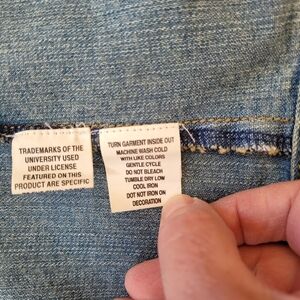 TRADEMARKS OF THE
UNIVERSITY USED
UNDER LICENSE
FEATURED ON THIS
PRODUCT ARE SPECIFIC
TURN GARMENT INSIDE OUT
MACHINE WASH COLD
WITH LIKE COLORS
GENTLE CYCLE
DO NOT BLEACH
TUMBLE DRY LOW
COOL IRON
DOT NOT IRON ON
DECORATION